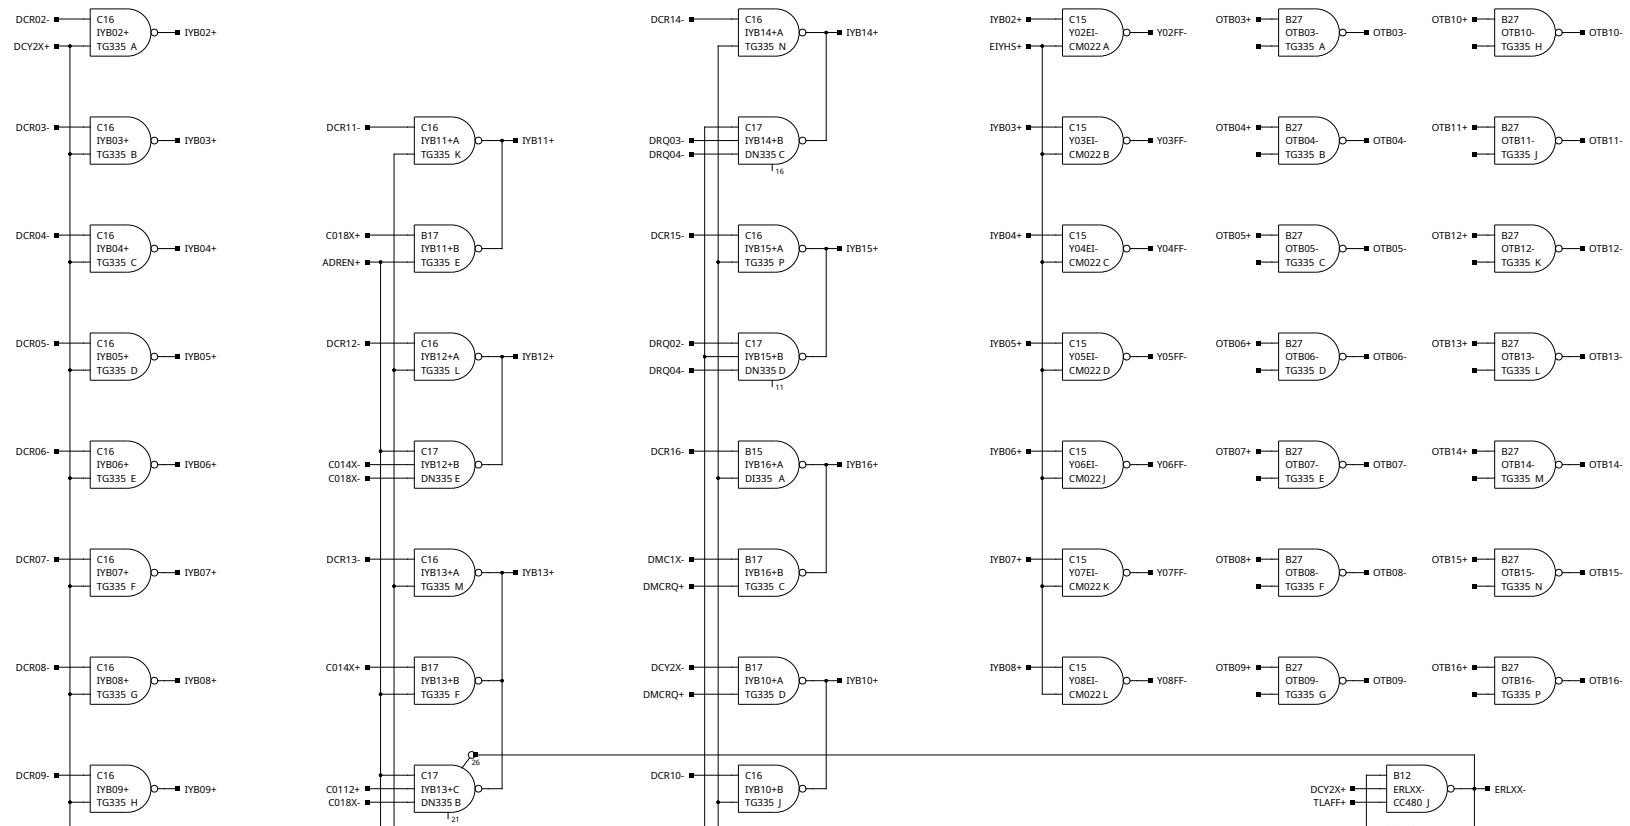 DCR02-
DCY2X+
C16
IYB02+
TG335 A
IYB02+
DCR03-
C16
IYB03+
TG335 B
IYB03+
DCR04-
C16
IYB04+
TG335 C
IYB04+
DCR05-
C16
IYB05+
TG335 D
IYB05+
DCR06-
C16
IYB06+
TG335 E
IYB06+
DCR07-
C16
IYB07+
TG335 F
IYB07+
DCR08-
C16
IYB08+
TG335 G
IYB08+
DCR09-
C16
IYB09+
TG335 H
IYB09+
DCR11-
C16
IYB11+A
TG335 K
IYB11+
C018X+
ADREN+
B17
IYB11+B
TG335 E
DCR12-
C16
IYB12+A
TG335 L
IYB12+
C014X-
C018X-
C17
IYB12+B
DN335 E
DCR13-
C16
IYB13+A
TG335 M
IYB13+
C014X+
B17
IYB13+B
TG335 F
C0112+
C018X-
C17
IYB13+C
DN335 B
26
21
DCR14-
C16
IYB14+A
TG335 N
IYB14+
DRQ03-
DRQ04-
C17
IYB14+B
DN335 C
16
DCR15-
C16
IYB15+A
TG335 P
IYB15+
DRQ02-
DRQ04-
C17
IYB15+B
DN335 D
11
DCR16-
B15
IYB16+A
DI335 A
IYB16+
DMC1X-
DMCRQ+
B17
IYB16+B
TG335 C
DCY2X-
DMCRQ+
B17
IYB10+A
TG335 D
IYB10+
DCR10-
C16
IYB10+B
TG335 J
IYB02+
EIYHS+
C15
Y02EI-
CM022 A
Y02FF-
IYB03+
C15
Y03EI-
CM022 B
Y03FF-
IYB04+
C15
Y04EI-
CM022 C
Y04FF-
IYB05+
C15
Y05EI-
CM022 D
Y05FF-
IYB06+
C15
Y06EI-
CM022 J
Y06FF-
IYB07+
C15
Y07EI-
CM022 K
Y07FF-
IYB08+
C15
Y08EI-
CM022 L
Y08FF-
OTB03+
B27
OTB03-
TG335 A
OTB03-
OTB04+
B27
OTB04-
TG335 B
OTB04-
OTB05+
B27
OTB05-
TG335 C
OTB05-
OTB06+
B27
OTB06-
TG335 D
OTB06-
OTB07+
B27
OTB07-
TG335 E
OTB07-
OTB08+
B27
OTB08-
TG335 F
OTB08-
OTB09+
B27
OTB09-
TG335 G
OTB09-
OTB10+
B27
OTB10-
TG335 H
OTB10-
OTB11+
B27
OTB11-
TG335 J
OTB11-
OTB12+
B27
OTB12-
TG335 K
OTB12-
OTB13+
B27
OTB13-
TG335 L
OTB13-
OTB14+
B27
OTB14-
TG335 M
OTB14-
OTB15+
B27
OTB15-
TG335 N
OTB15-
OTB16+
B27
OTB16-
TG335 P
OTB16-
DCY2X+
TLAFF+
B12
ERLXX-
CC480 J
ERLXX-